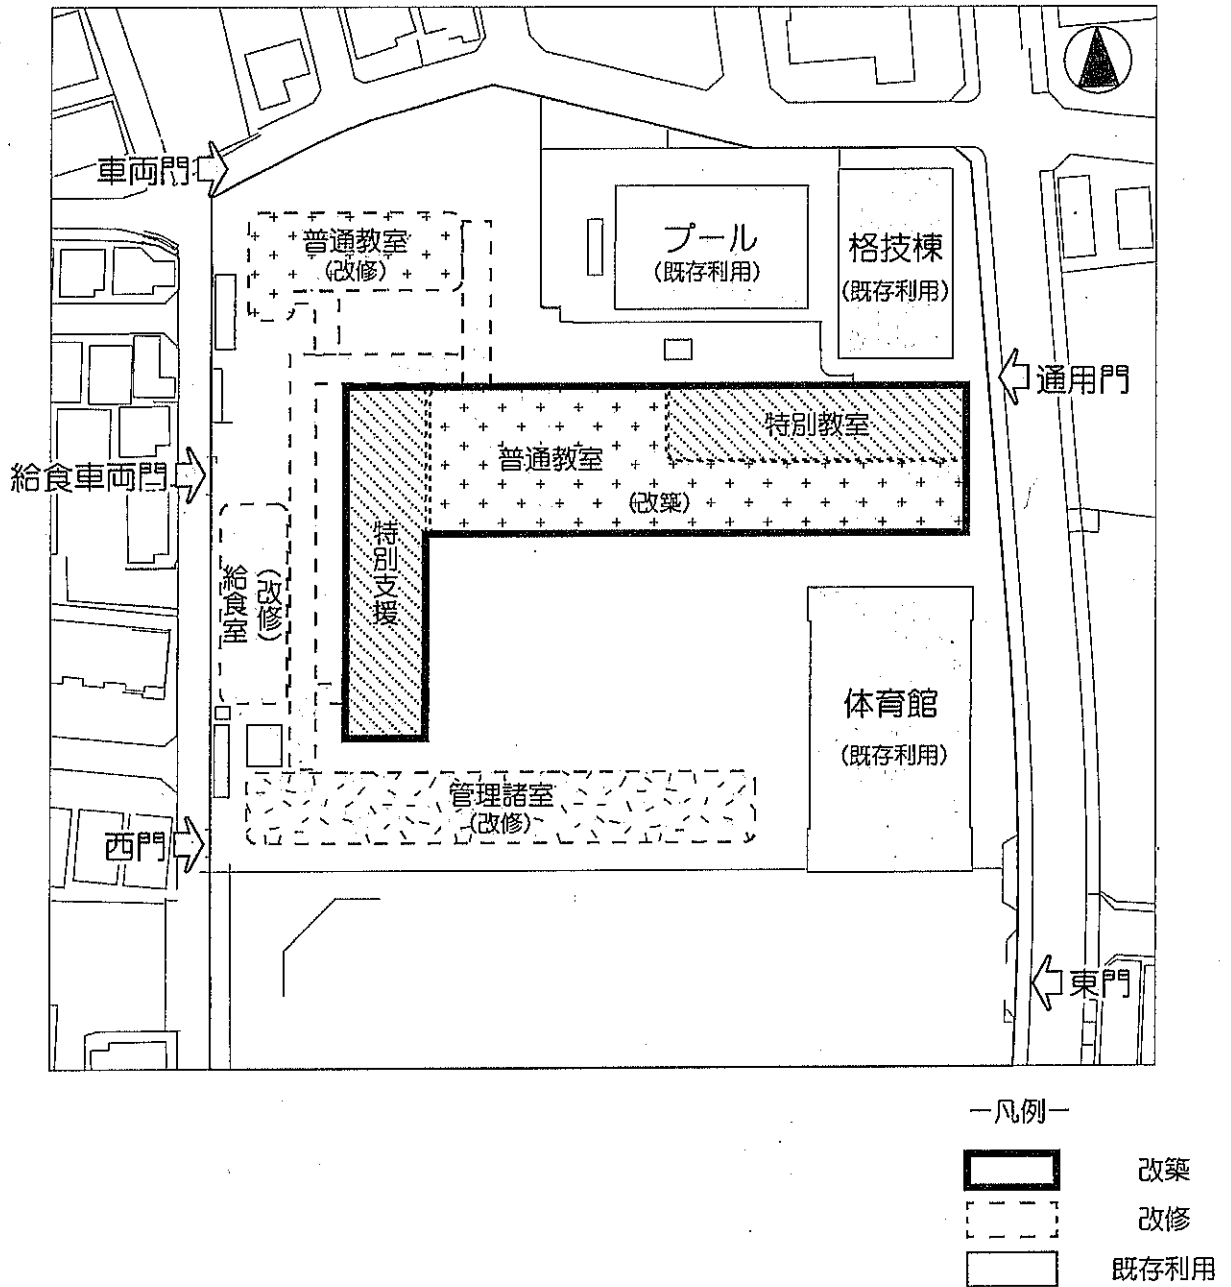 車両門
普通教室
(改修)
プール
(既存利用)
格技棟
(既存利用)
通用門
特別教室
普通教室
(改築)
給食車両門
特別支援
給食室
(改修)
体育館
(既存利用)
管理諸室
(改修)
西門
東門
ー凡例ー
改築
改修
既存利用